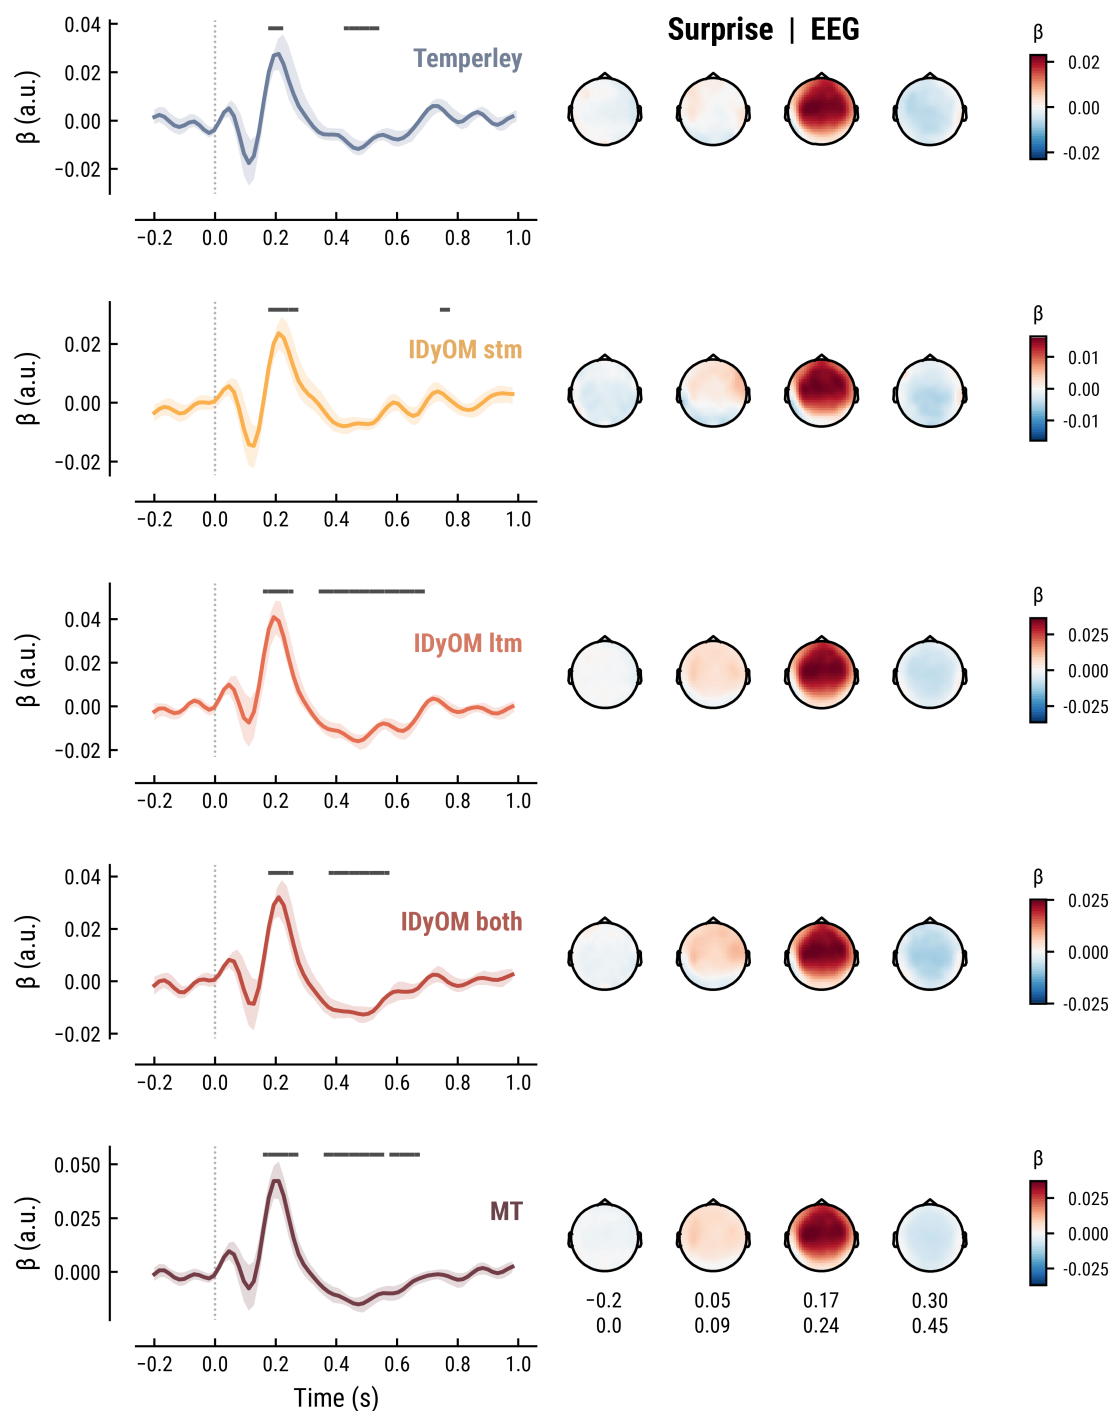 Surprise | EEG
β (a.u.)
0.04
0.02
0.00
−0.02
Temperley
−0.2 0.0 0.2 0.4 0.6 0.8 1.0
β
0.02
0.00
-0.02
β (a.u.)
0.02
0.00
−0.02
IDyOM stm
−0.2 0.0 0.2 0.4 0.6 0.8 1.0
β
0.01
0.00
-0.01
β (a.u.)
0.04
0.02
0.00
−0.02
IDyOM ltm
−0.2 0.0 0.2 0.4 0.6 0.8 1.0
β
0.025
0.000
-0.025
β (a.u.)
0.04
0.02
0.00
−0.02
IDyOM both
−0.2 0.0 0.2 0.4 0.6 0.8 1.0
β
0.025
0.000
-0.025
β (a.u.)
0.050
0.025
0.000
MT
−0.2 0.0 0.2 0.4 0.6 0.8 1.0
Time (s)
−0.2 0.05 0.17 0.30
0.0 0.09 0.24 0.45
β
0.025
0.000
-0.025